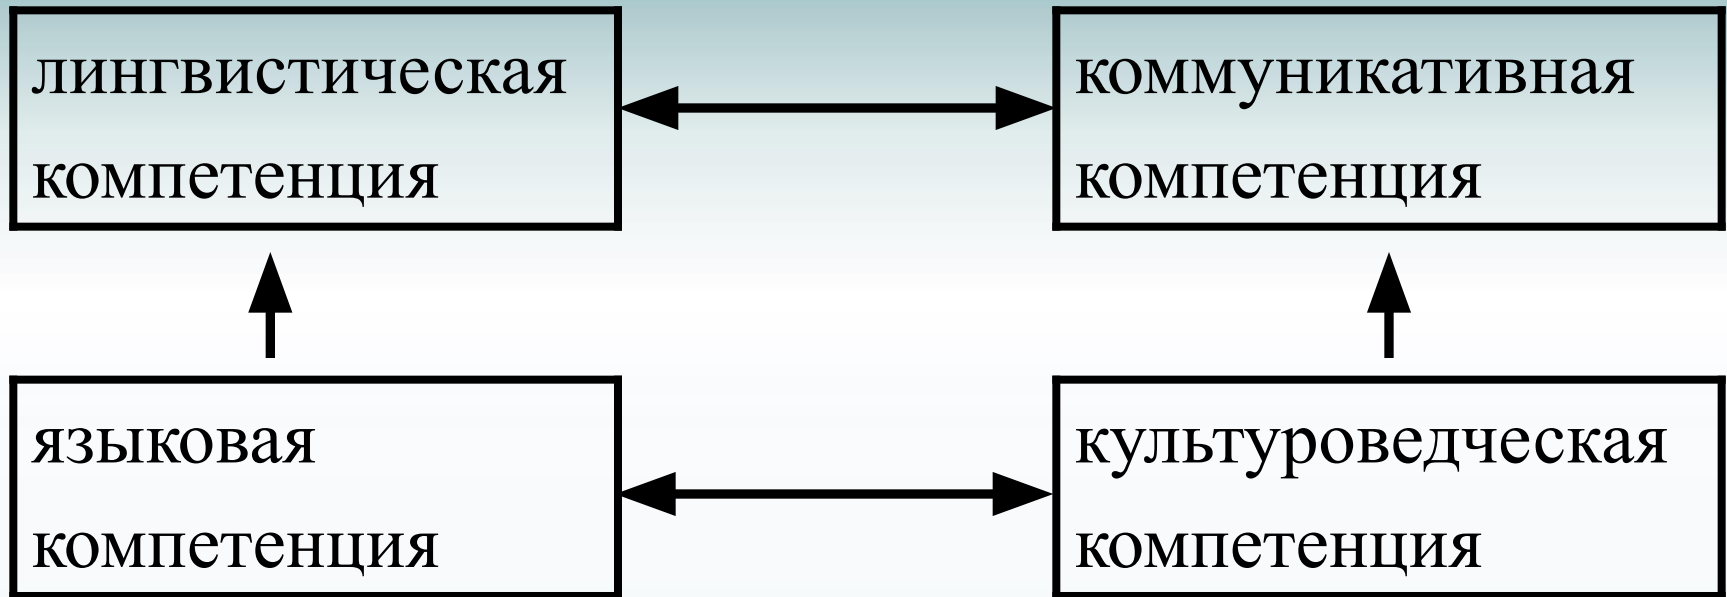 лингвистическая
компетенция
коммуникативная
компетенция
языковая
компетенция
культуроведческая
компетенция